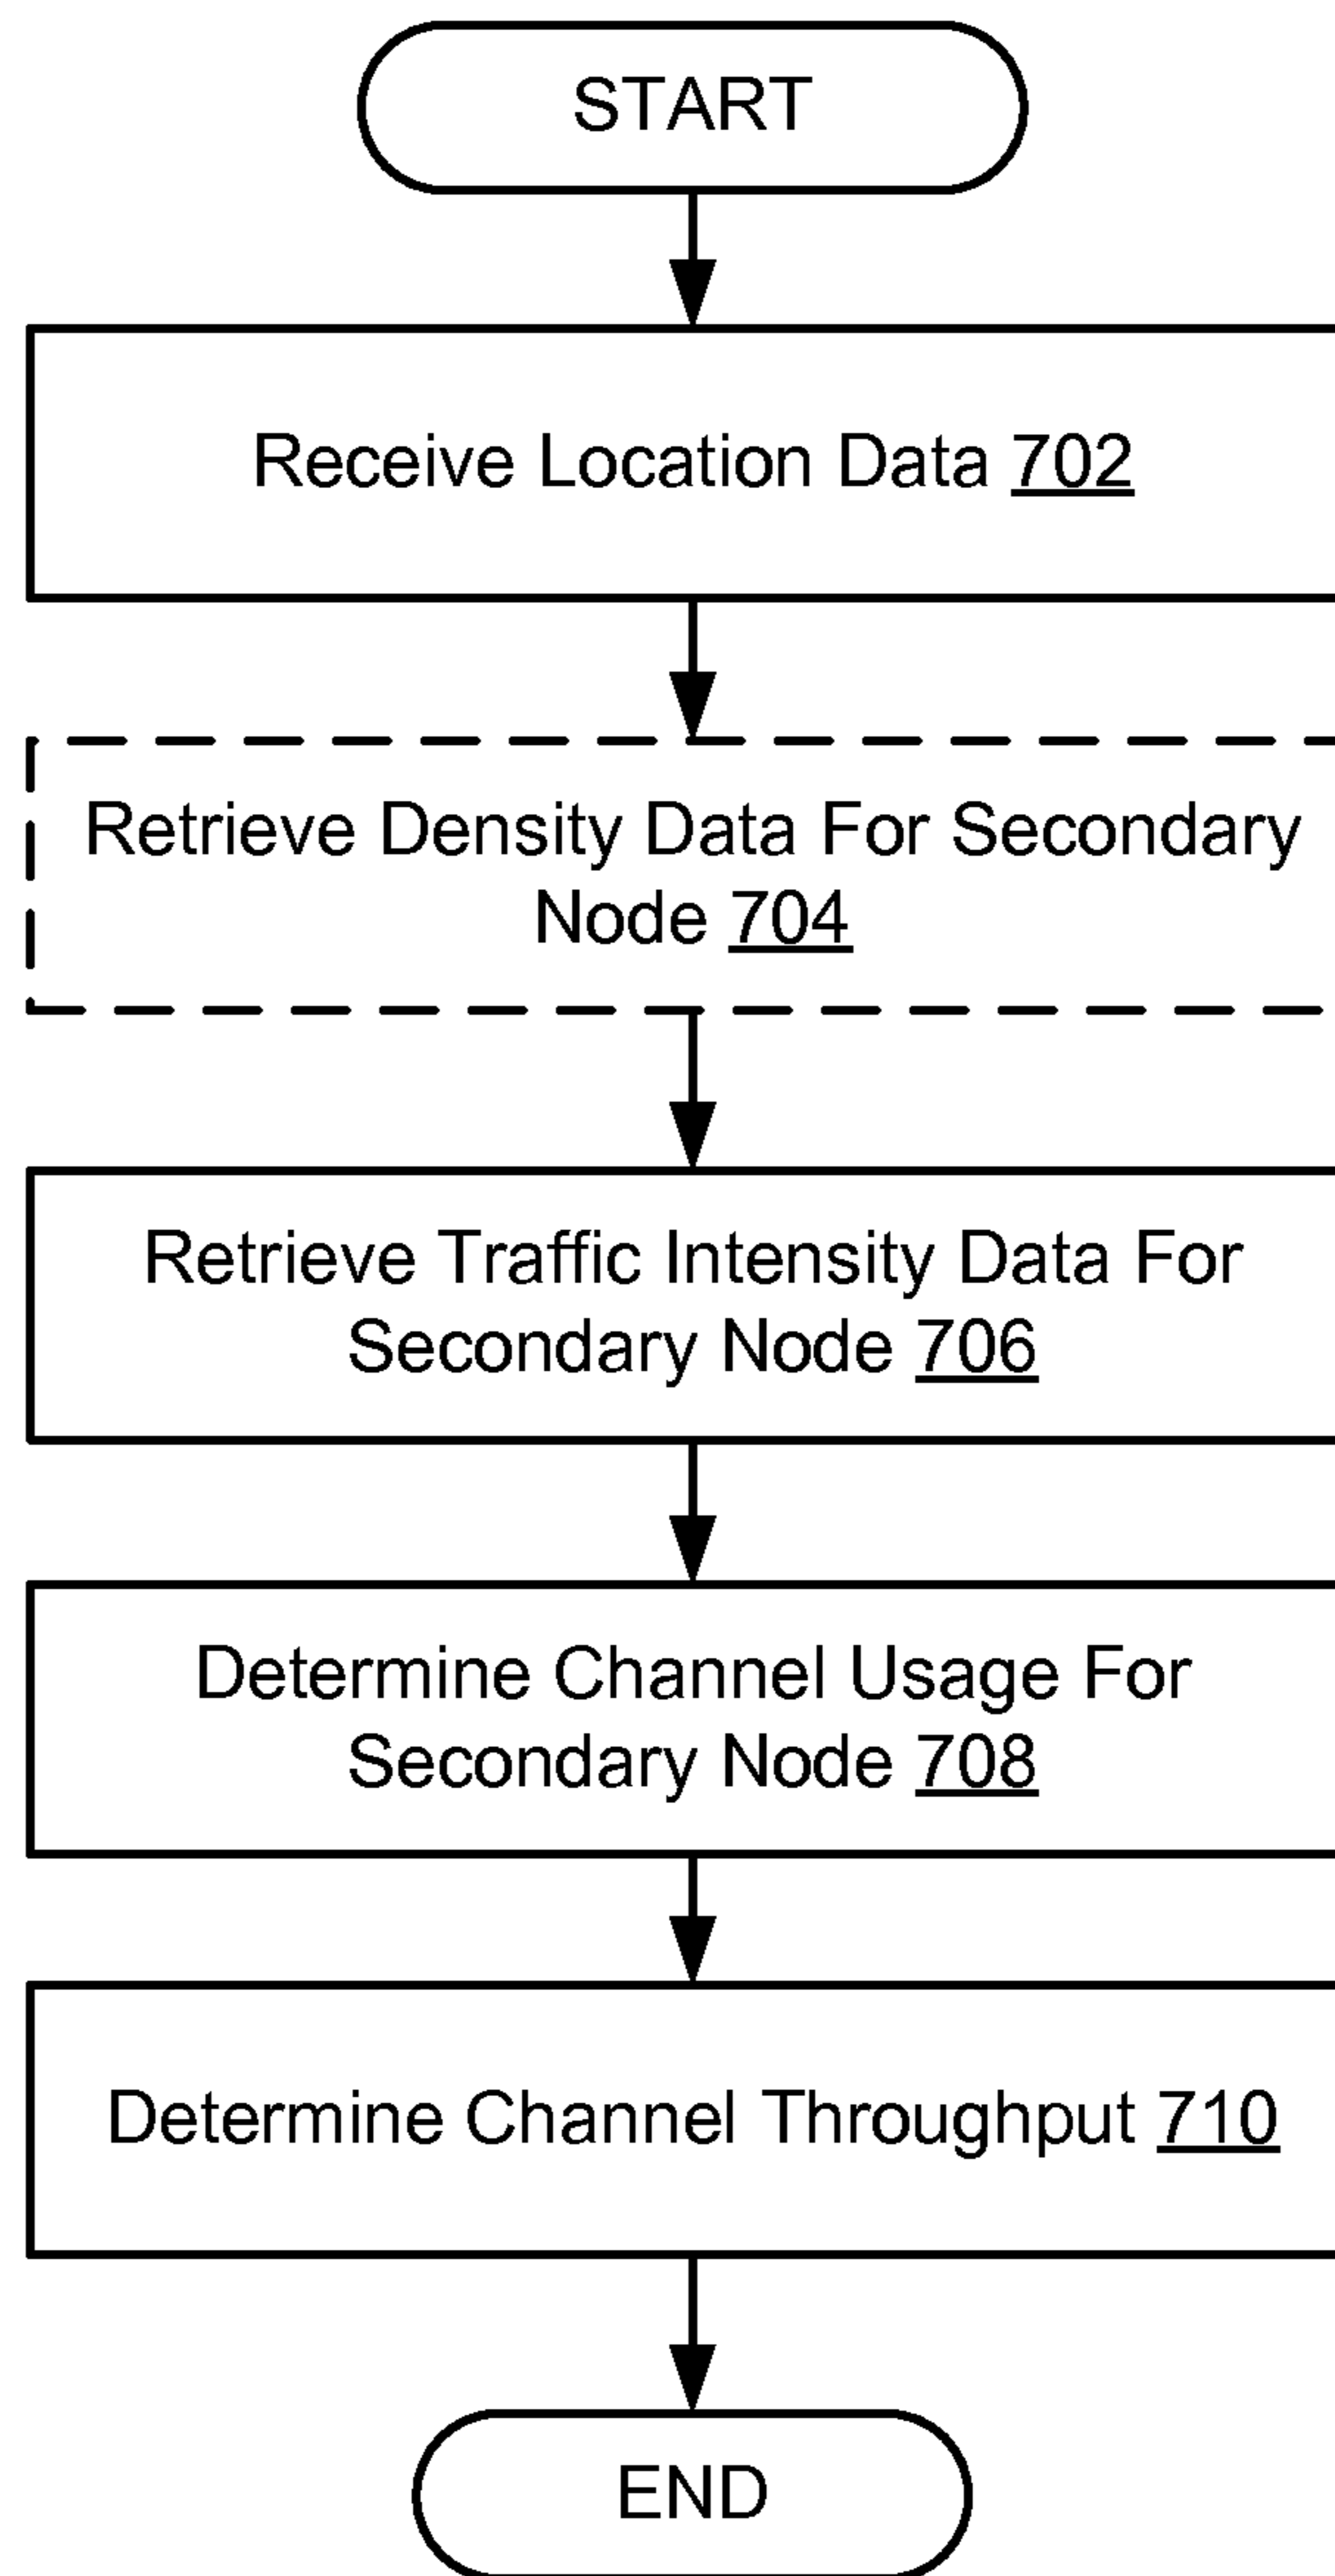 START
Receive Location Data 702
Retrieve Density Data For Secondary
Node 704
Retrieve Traffic Intensity Data For
Secondary Node 706
Determine Channel Usage For
Secondary Node 708
Determine Channel Throughput 710
END